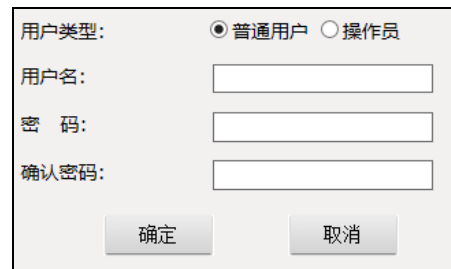 用户类型： 普通用户 操作员
用户名：
密 码：
确认密码：
确定 取消